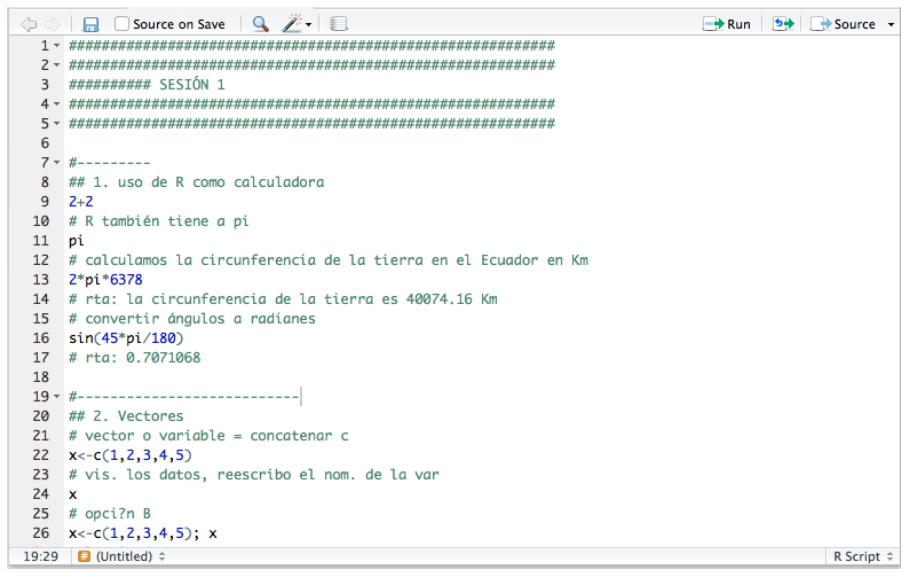 Source on Save Run Source
1 ###########################################################
2 ###########################################################
3 ########## SESIÓN 1
4 ###########################################################
5 ###########################################################
6
7 #---------
8 ## 1. uso de R como calculadora
9 2+2
10 # R también tiene a pi
11 pi
12 # calculamos la circunferencia de la tierra en el Ecuador en Km
13 2*pi*6378
14 # rta: la circunferencia de la tierra es 40074.16 Km
15 # convertir ángulos a radianes
16 sin(45*pi/180)
17 # rta: 0.7071068
18
19 #---------------------------
20 ## 2. Vectores
21 # vector o variable = concatenar c
22 x<-c(1,2,3,4,5)
23 # vis. los datos, reescribo el nom. de la var
24 x
25 # opci?n B
26 x<-c(1,2,3,4,5); x
19:29 # (Untitled) R Script